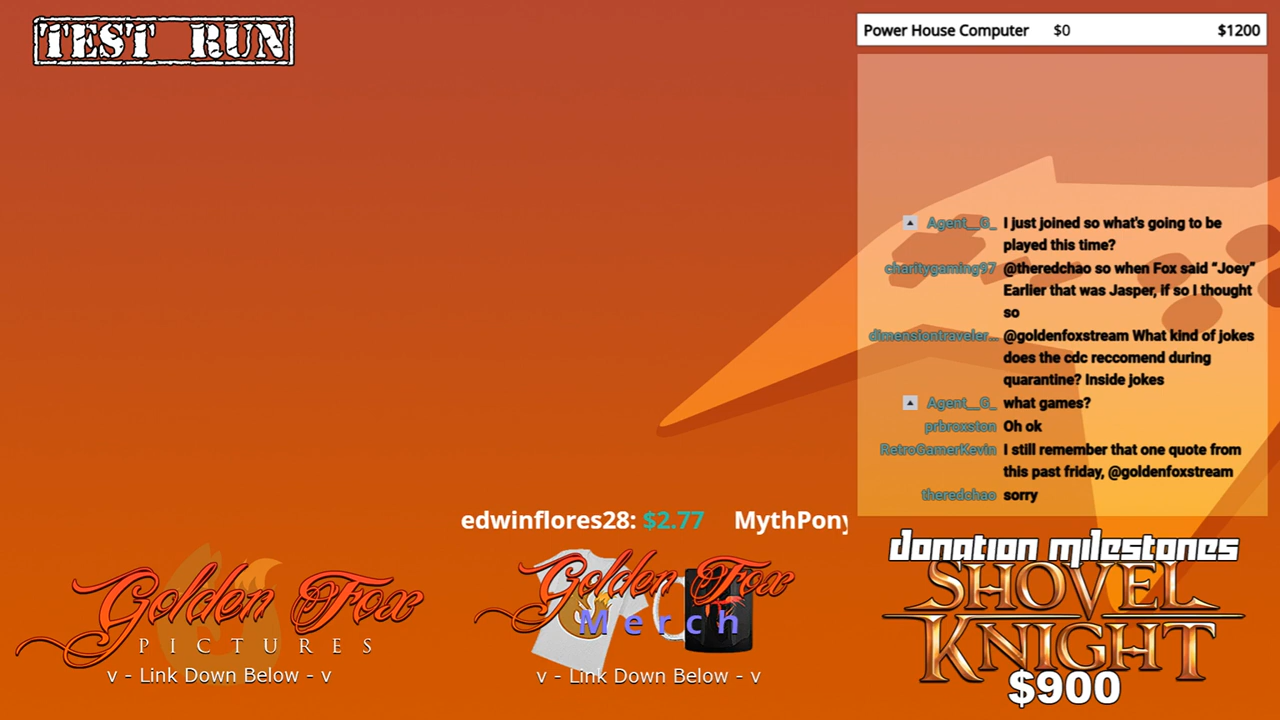 TEST RUN
Power House Computer $0 $1200
Agent__G_ I just joined so what's going to be
played this time?
charitygaming97 @theredchao so when Fox said “Joey”
Earlier that was Jasper, if so I thought
so
dimensiontraveler... @goldenfoxstream What kind of jokes
does the cdc reccomend during
quarantine? Inside jokes
Agent__G_ what games?
prbroxston Oh ok
RetroGamerKevin I still remember that one quote from
this past friday, @goldenfoxstream
theredchao sorry
edwinflores28: $2.77 MythPony
Golden Fox
PICTURES
v - Link Down Below - v
Golden Fox
Merch
v - Link Down Below - v
donation milestones
SHOVEL
KNIGHT
$900